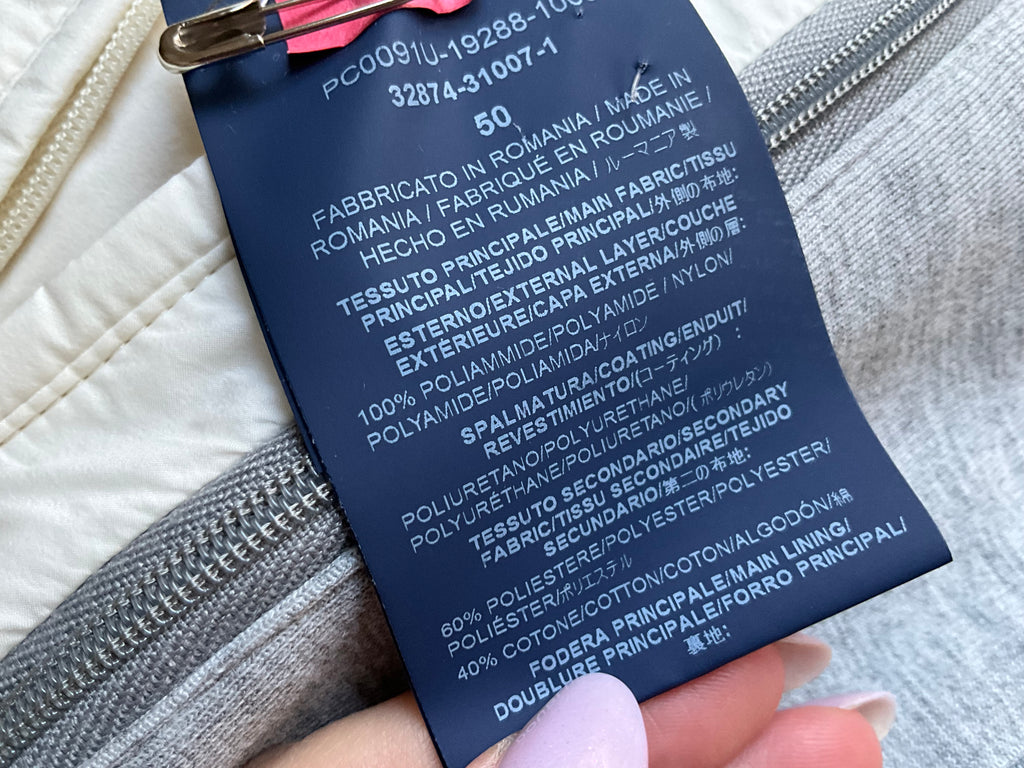 PC0091U-19288-100
32874-31007-1
50
FABBRICATO IN ROMANIA / MADE IN
ROMANIA / FABRIQUÉ EN ROUMANIE /
HECHO EN RUMANIA / ルーマニア 製
TESSUTO PRINCIPALE/MAIN FABRIC/TISSU
PRINCIPAL/TEJIDO PRINCIPAL/外側の布地:
ESTERNO/EXTERNAL LAYER/COUCHE
EXTÉRIEURE/CAPA EXTERNA/外側の層:
100% POLIAMMIDE/POLYAMIDE / NYLON/
POLYAMIDE/POLIAMIDA/ナイロン
SPALMATURA/COATING/ENDUIT/
REVESTIMIENTO/(コーティング) :
POLIURETANO/POLYURETHANE/
POLYURÉTHANE/POLIURETANO/( ポリウレタン)
TESSUTO SECONDARIO/SECONDARY
FABRIC/TISSU SECONDAIRE/TEJIDO
SECUNDARIO/第二の布地:
60% POLIESTERE/POLYESTER/POLYESTER/
POLIÉSTER/ポリエステル
40% COTONE/COTTON/COTON/ALGODÓN/綿
FODERA PRINCIPALE/MAIN LINING/
DOUBLURE PRINCIPALE/FORRO PRINCIPAL/
裏地: